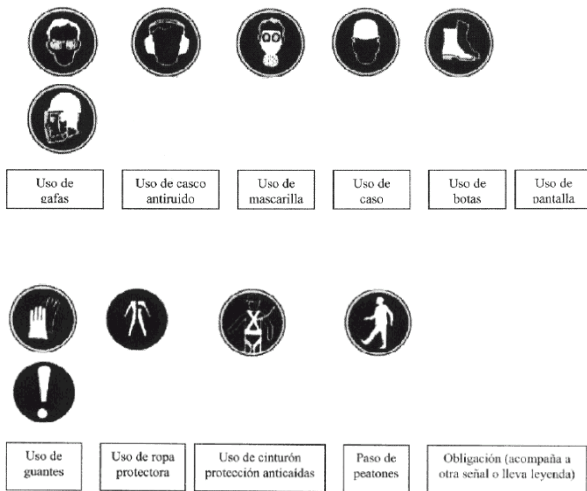 Uso de
gafas
Uso de casco
antiruido
Uso de
mascarilla
Uso de
caso
Uso de
botas
Uso de
pantalla
Uso de
guantes
Uso de ropa
protectora
Uso de cinturón
protección anticaídas
Paso de
peatones
Obligación (acompaña a
otra señal o lleva leyenda)